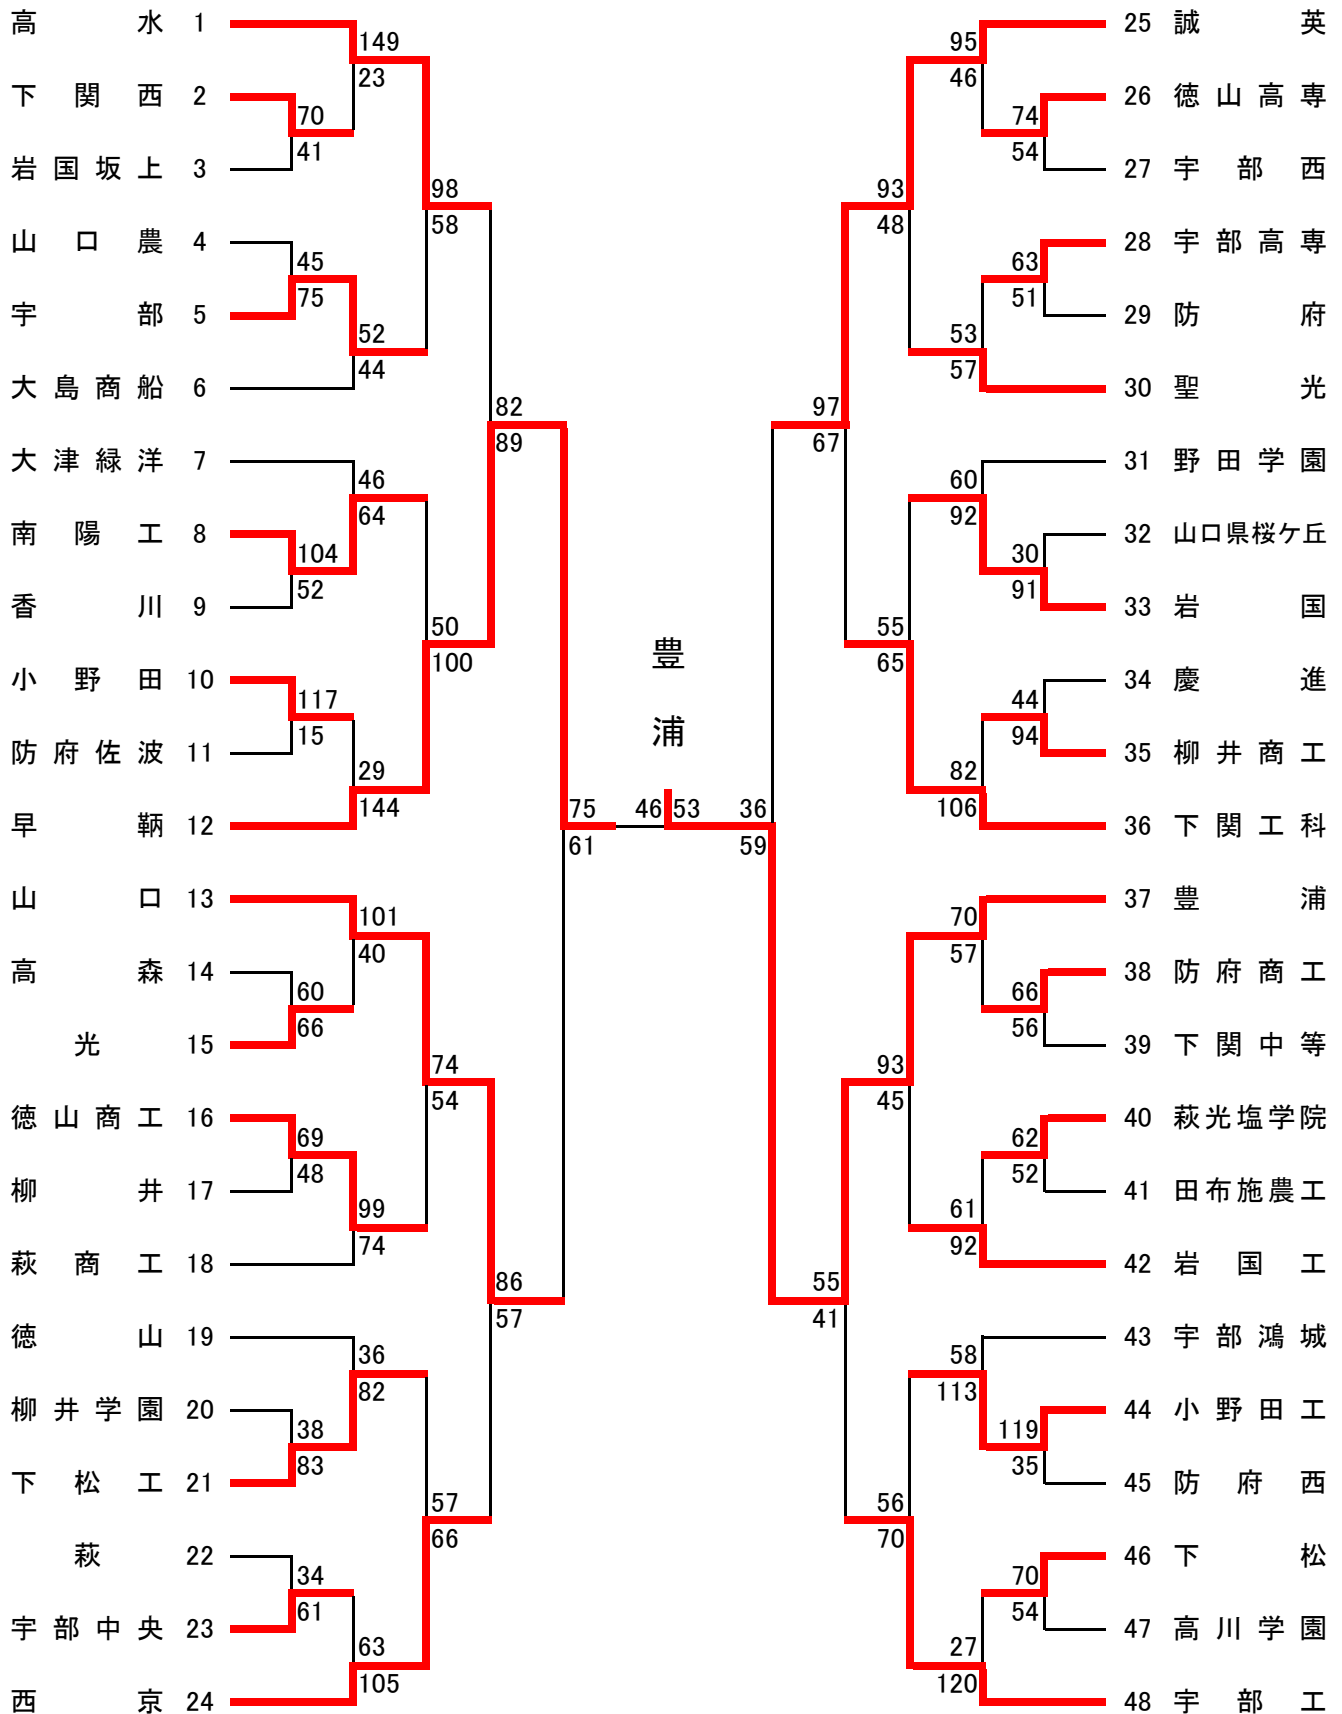 高水 1
149
23
下関西 2
70
41
岩国坂上 3
98
58
山口農 4
45
75
宇部 5
52
44
大島商船 6
82
89
大津緑洋 7
46
64
南陽工 8
104
52
香川 9
50
100
小野田 10
117
15
防府佐波 11
29
144
早鞆 12
75
61
山口 13
101
40
高森 14
60
66
光 15
74
54
徳山商工 16
69
48
柳井 17
99
74
萩商工 18
86
57
徳山 19
36
82
柳井学園 20
38
83
下松工 21
57
66
萩 22
34
61
宇部中央 23
63
105
西京 24
豊浦
46 53
25 誠英
95
46
26 徳山高専
74
54
27 宇部西
93
48
28 宇部高専
63
51
29 防府
53
57
30 聖光
97
67
31 野田学園
60
92
32 山口県桜ケ丘
30
91
33 岩国
55
65
34 慶進
44
94
35 柳井商工
82
106
36 下関工科
36
59
37 豊浦
70
57
38 防府商工
66
56
39 下関中等
93
45
40 萩光塩学院
62
52
41 田布施農工
61
92
42 岩国工
55
41
43 宇部鴻城
58
113
44 小野田工
119
35
45 防府西
56
70
46 下松
70
54
47 高川学園
27
120
48 宇部工